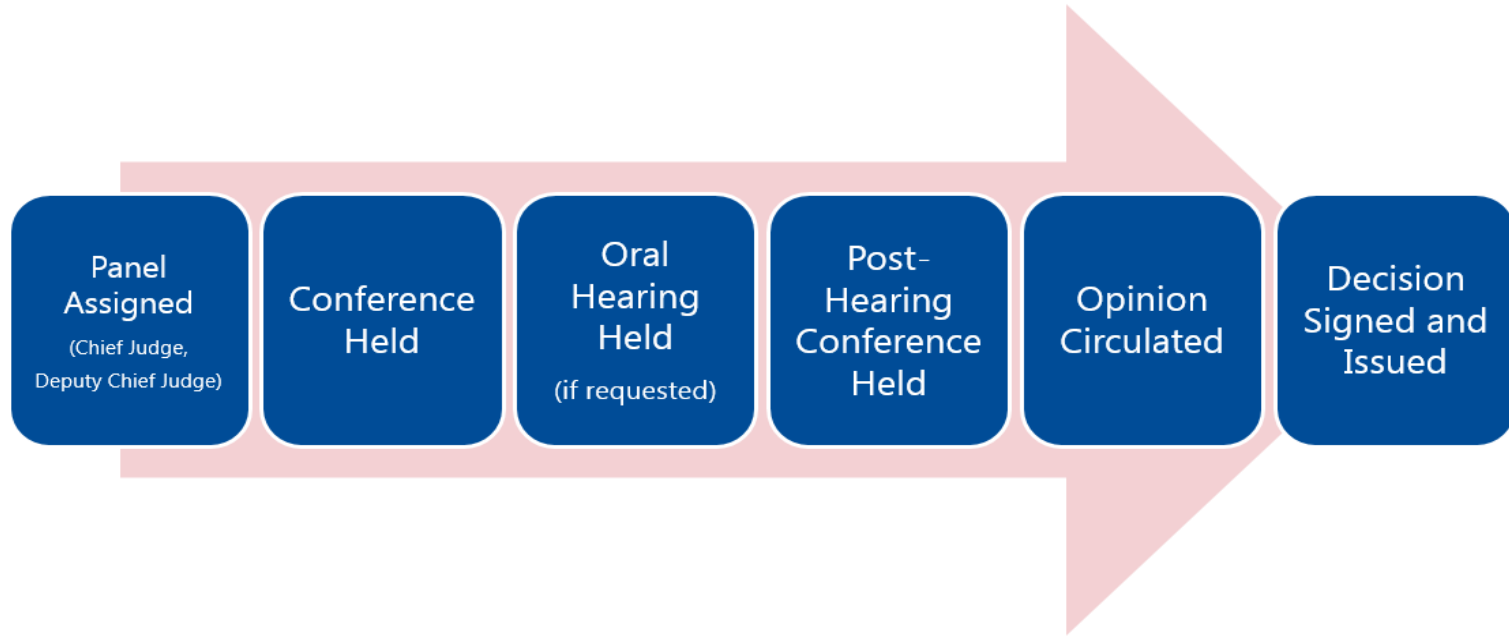 Panel
Assigned
(Chief Judge,
Deputy Chief Judge)
Conference
Held
Oral
Hearing
Held
(if requested)
Post-
Hearing
Conference
Held
Opinion
Circulated
Decision
Signed and
Issued